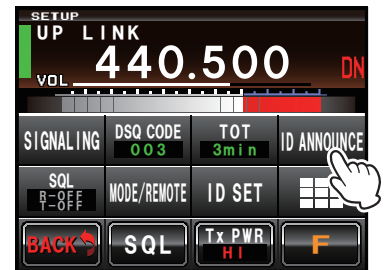 SETUP
UP LINK
VOL 440.500 DN
SIGNALING DSQ CODE TOT ID ANNOUNCE
003 3min
SQL MODE/REMOTE ID SET
R-OFF
T-OFF
BACK SQL Tx PWR F
HI